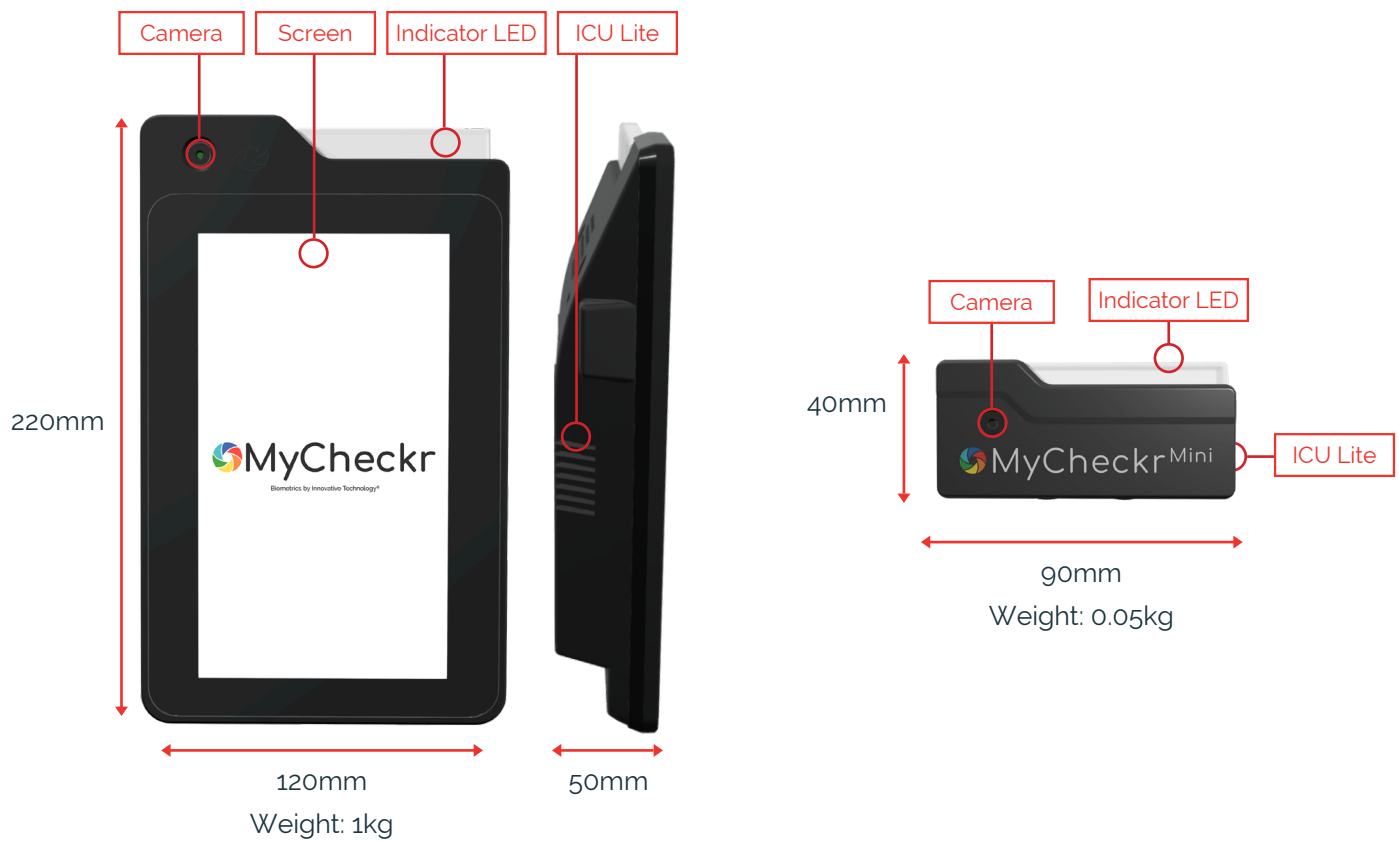 Camera
Screen
Indicator LED
ICU Lite
220mm
MyCheckr
Biometrics by Innovative Technology®
120mm
Weight: 1kg
50mm
Camera
Indicator LED
40mm
MyCheckr Mini
ICU Lite
90mm
Weight: 0.05kg